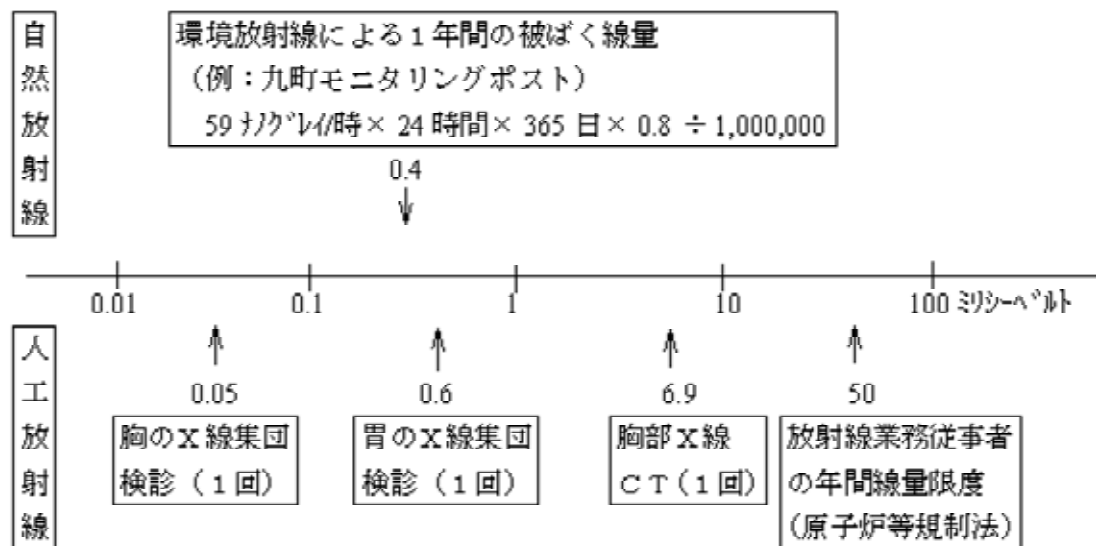 自然放射線
環境放射線による１年間の被ばく線量
（例：九町モニタリングポスト）
59 ﾅﾉｸﾞﾚｲ/時× 24 時間× 365 日× 0.8 ÷ 1,000,000
0.4
0.01 0.1 1 10 100 ﾐﾘｼｰﾍﾞﾙﾄ
人工放射線
0.05 0.6 6.9 50
胸のＸ線集団
検診（１回）
胃のＸ線集団
検診（１回）
胸部Ｘ線
ＣＴ（１回）
放射線業務従事者
の年間線量限度
（原子炉等規制法）